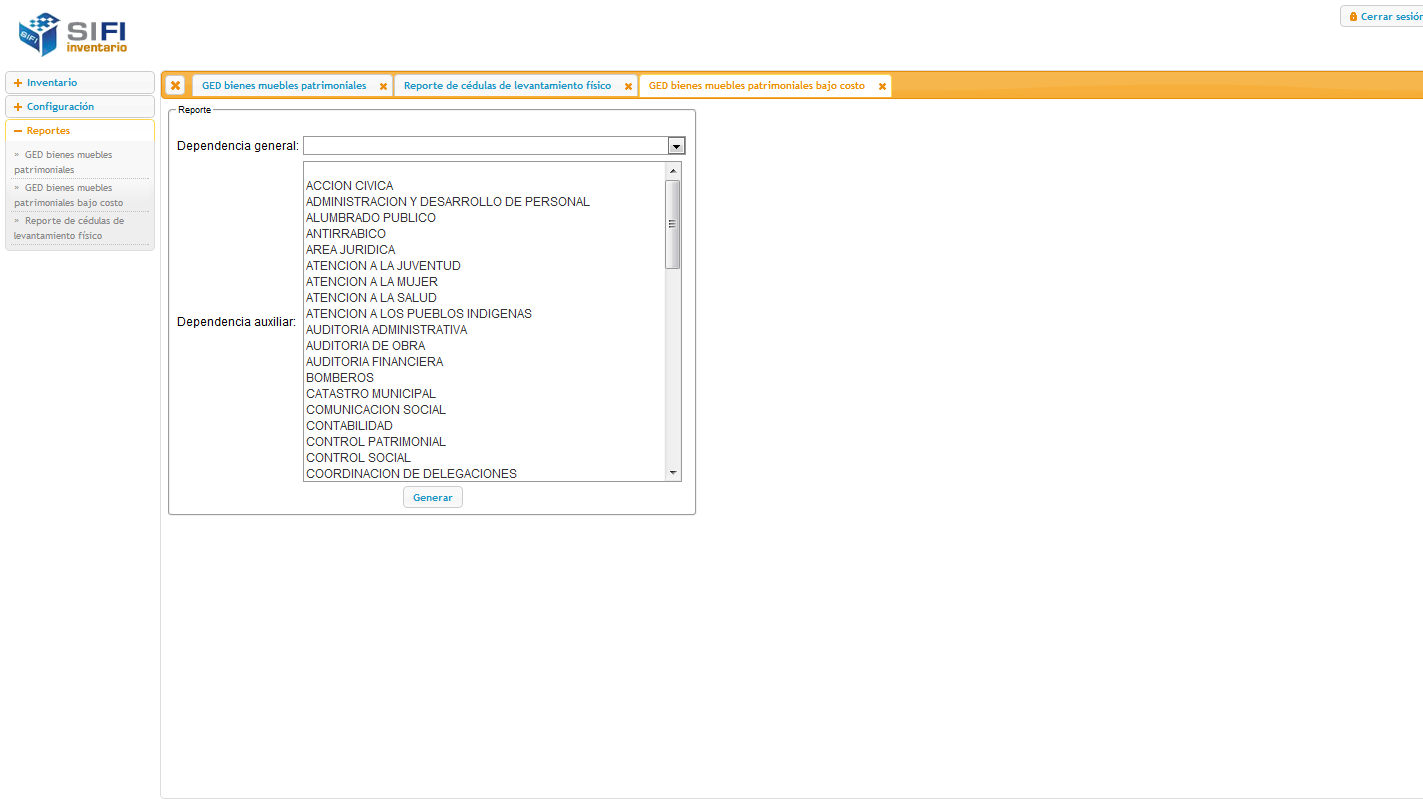 SIFI
SIFI
inventario
Cerrar sesión
Inventario
Configuración
Reportes
» GED bienes muebles
patrimoniales
» GED bienes muebles
patrimoniales bajo costo
» Reporte de cédulas de
levantamiento físico
GED bienes muebles patrimoniales
Reporte de cédulas de levantamiento físico
GED bienes muebles patrimoniales bajo costo
Reporte
Dependencia general:
Dependencia auxiliar:
ACCION CIVICA
ADMINISTRACION Y DESARROLLO DE PERSONAL
ALUMBRADO PUBLICO
ANTIRRABICO
AREA JURIDICA
ATENCION A LA JUVENTUD
ATENCION A LA MUJER
ATENCION A LA SALUD
ATENCION A LOS PUEBLOS INDIGENAS
AUDITORIA ADMINISTRATIVA
AUDITORIA DE OBRA
AUDITORIA FINANCIERA
BOMBEROS
CATASTRO MUNICIPAL
COMUNICACION SOCIAL
CONTABILIDAD
CONTROL PATRIMONIAL
CONTROL SOCIAL
COORDINACION DE DELEGACIONES
Generar